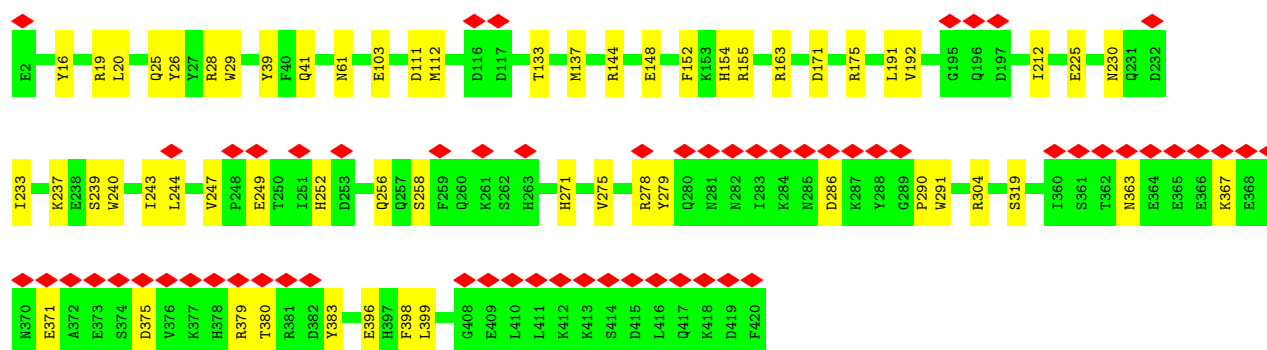 E2 Y16 R19 L20 Q25 Y26 Y27 R28 W29 Y39 F40 Q41 N61 E103 D111 M112 D116 D117 T133 M137 R144 E148 F152 K153 H154 R155 R163 D171 R175 L191 V192 G195 Q196 D197 I212 E225 N230 Q231 D232
I233 K237 E238 S239 W240 I243 L244 V247 P248 E249 T250 I251 H252 D253 Q256 Q257 S258 F259 Q260 K261 S262 H263 H271 V275 R278 Y279 Q280 N281 N282 I283 K284 N285 D286 K287 Y288 G289 P290 W291 R304 S319 I360 S361 T362 N363 E364 E365 E366 K367 E368
N370 E371 A372 E373 S374 D375 V376 K377 H378 R379 T380 R381 D382 Y383 E396 H397 F398 L399 G408 E409 L410 L411 K412 K413 S414 D415 L416 Q417 K418 D419 F420